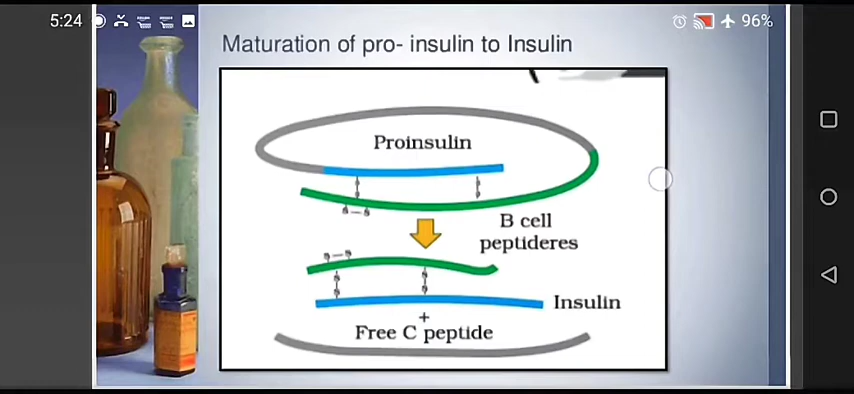 5:24
96%
Maturation of pro- insulin to Insulin
Proinsulin
B cell
peptideres
Insulin
+
Free C peptide